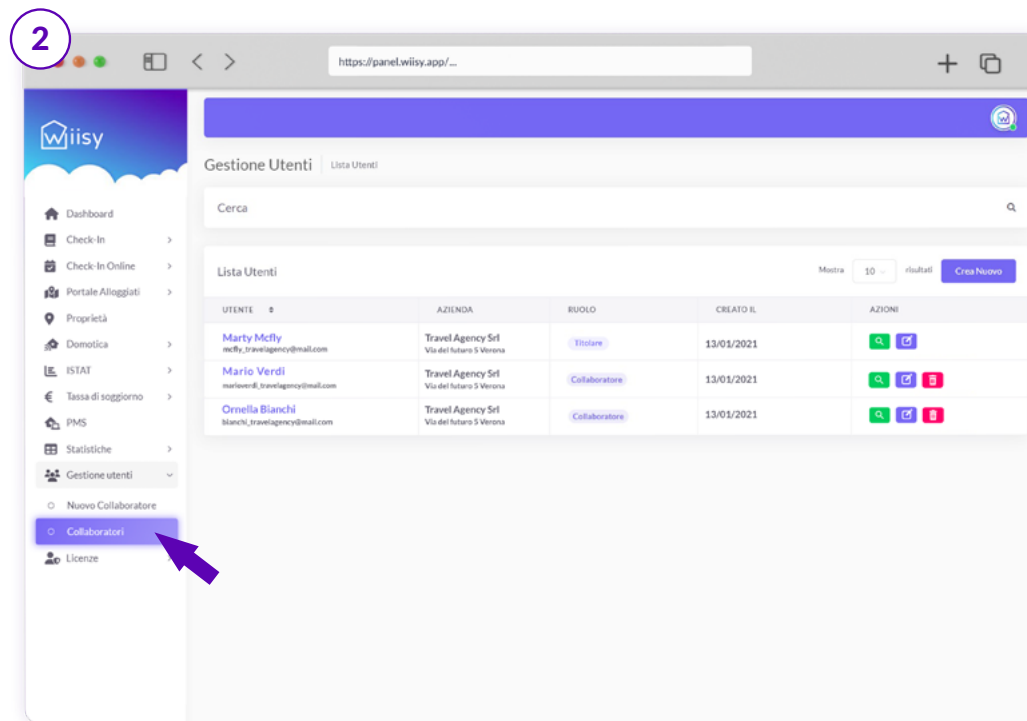 2
https://panel.wiisy.app/...
Wiisy
Gestione Utenti
Lista Utenti
Cerca
Dashboard
Check-In
Check-In Online
Portale Alloggiati
Proprietà
Domotica
ISTAT
Tassa di soggiorno
PMS
Statistiche
Gestione utenti
Nuovo Collaboratore
Collaboratori
Licenze
Lista Utenti
Mostra 10 risultati Crea Nuovo
UTENTE AZIENDA RUOLO CREATO IL AZIONI
Marty Mcfly Travel Agency Srl Titolare 13/01/2021
mcfly_travelagency@mail.com Via del futuro 5 Verona
Mario Verdi Travel Agency Srl Collaboratore 13/01/2021
marioverdi_travelagency@mail.com Via del futuro 5 Verona
Ornella Bianchi Travel Agency Srl Collaboratore 13/01/2021
bianchi_travelagency@mail.com Via del futuro 5 Verona